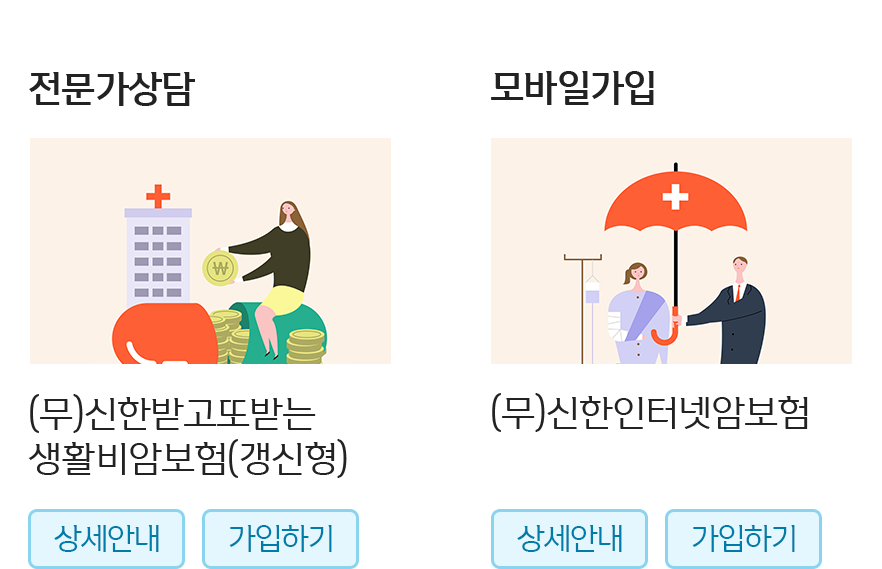 전문가상담
모바일가입
₩
(무)신한받고또받는
생활비암보험(갱신형)
(무)신한인터넷암보험
상세안내 가입하기
상세안내 가입하기